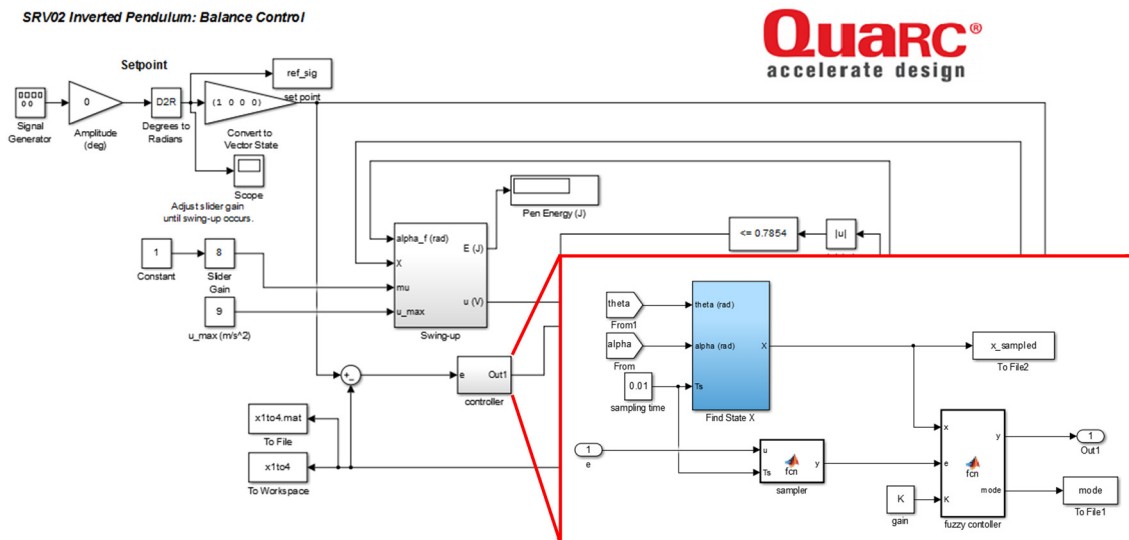 SRV02 Inverted Pendulum: Balance Control
QUARC®
accelerate design
Setpoint
ref_sig
set point
0
D2R
(1 0 0 0)
Signal
Generator
Amplitude
(deg)
Degrees to
Radians
Convert to
Vector State
Scope
Adjust slider gain
until swing-up occurs.
Pen Energy (J)
alpha_f (rad)
X
mu
u_max
E (J)
u (V)
Swing-up
<= 0.7854
|u|
1
Constant
8
Slider
Gain
9
u_max (m/s^2)
+
-
e
Out1
controller
x1to4.mat
To File
x1to4
To Workspace
theta
From1
alpha
From
0.01
sampling time
theta (rad)
alpha (rad)
Ts
X
Find State X
x_sampled
To File2
1
e
u
Ts
fcn
y
sampler
K
gain
x
e
K
fcn
y
mode
fuzzy contoller
1
Out1
mode
To File1